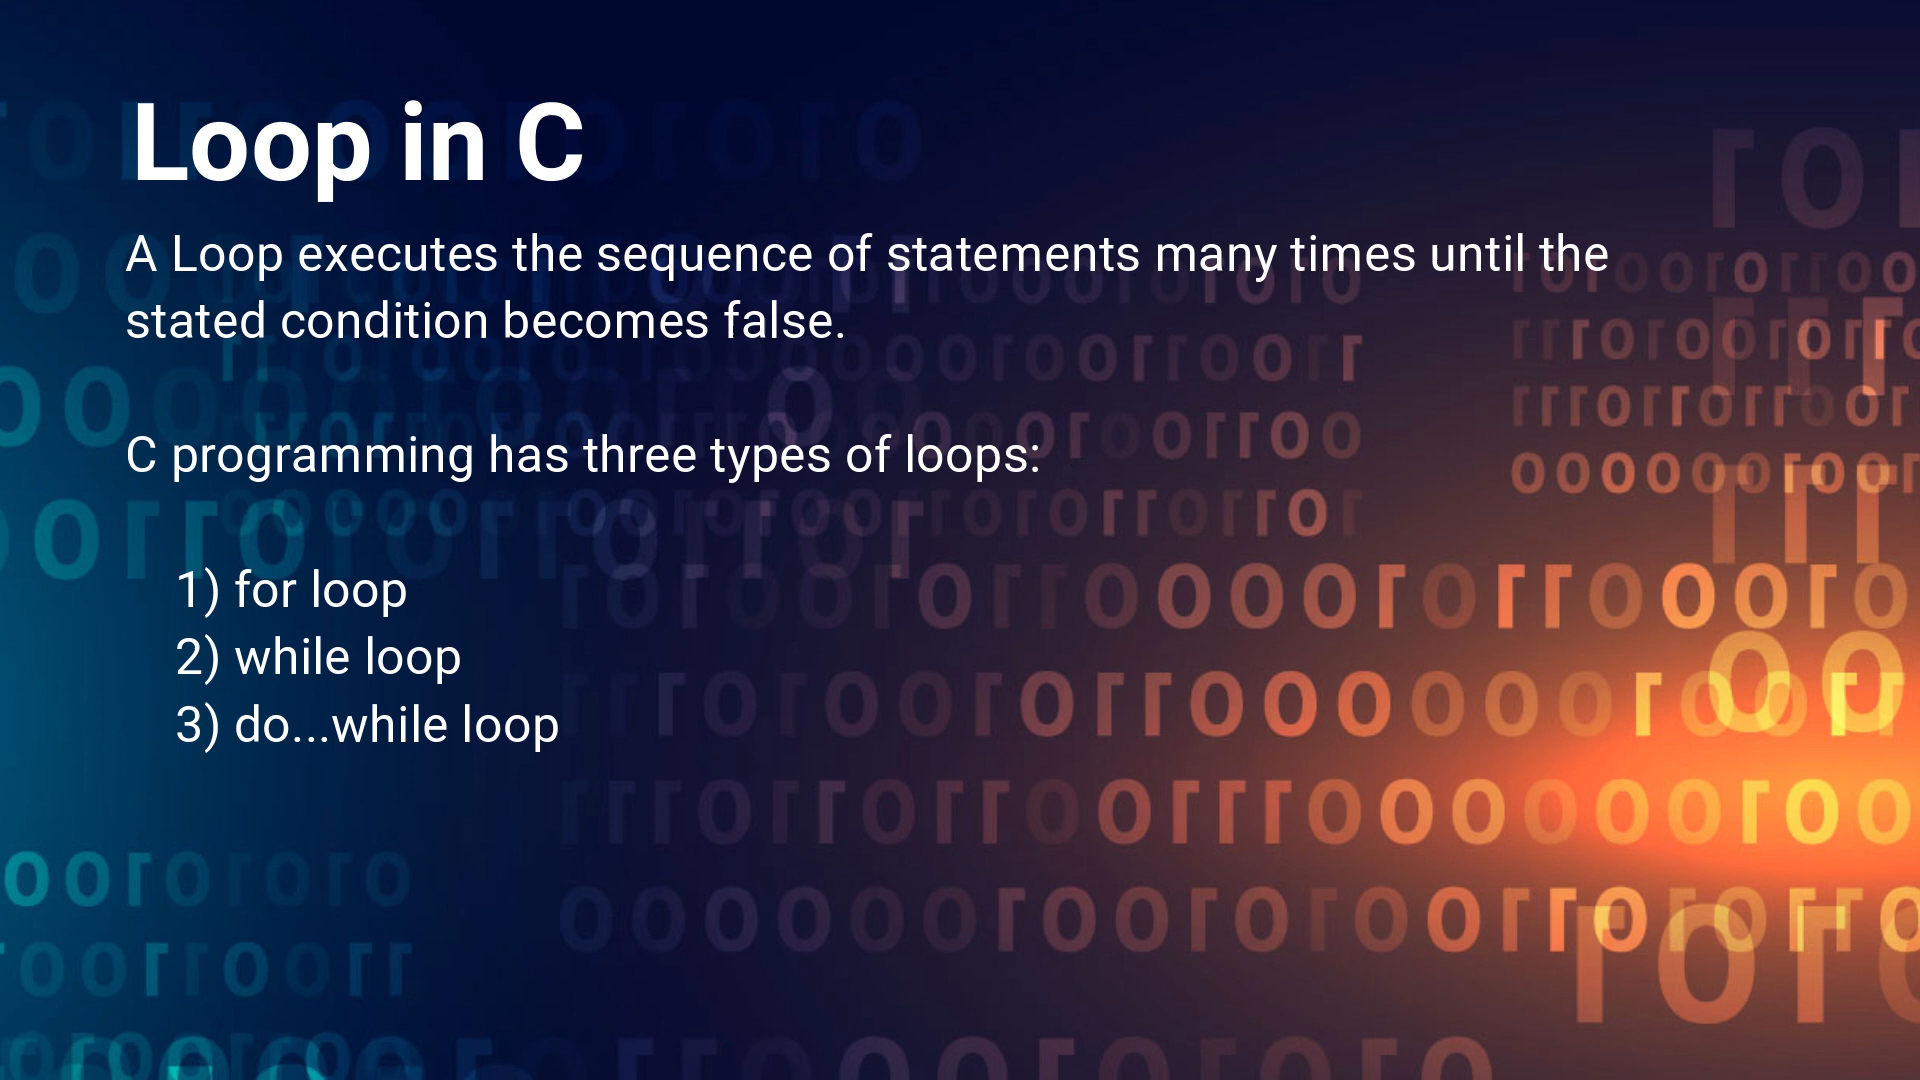 Loop in C
A Loop executes the sequence of statements many times until the
stated condition becomes false.
C programming has three types of loops:
1) for loop
2) while loop
3) do...while loop